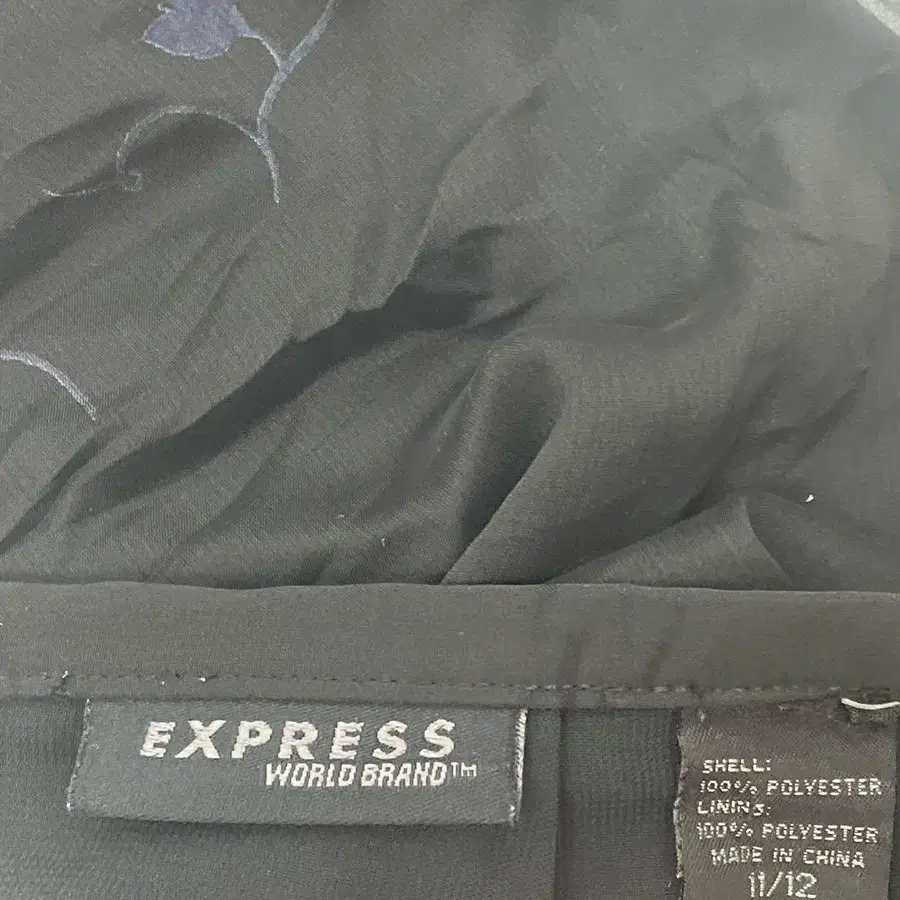 EXPRESS
WORLD BRAND™
SHELL:
100% POLYESTER
LINING:
100% POLYESTER
MADE IN CHINA
11/12